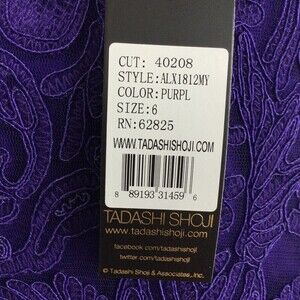 CUT: 40208
STYLE:ALX1812MY
COLOR:PURPL
SIZE:6
RN:62825
WWW.TADASHISHOJI.COM
8 89193 31459 6
TADASHI SHOJI
www.tadashishoji.com
facebook.com/tadashishoji
twitter.com/tadashishoji
© Tadashi Shoji & Associates, Inc.